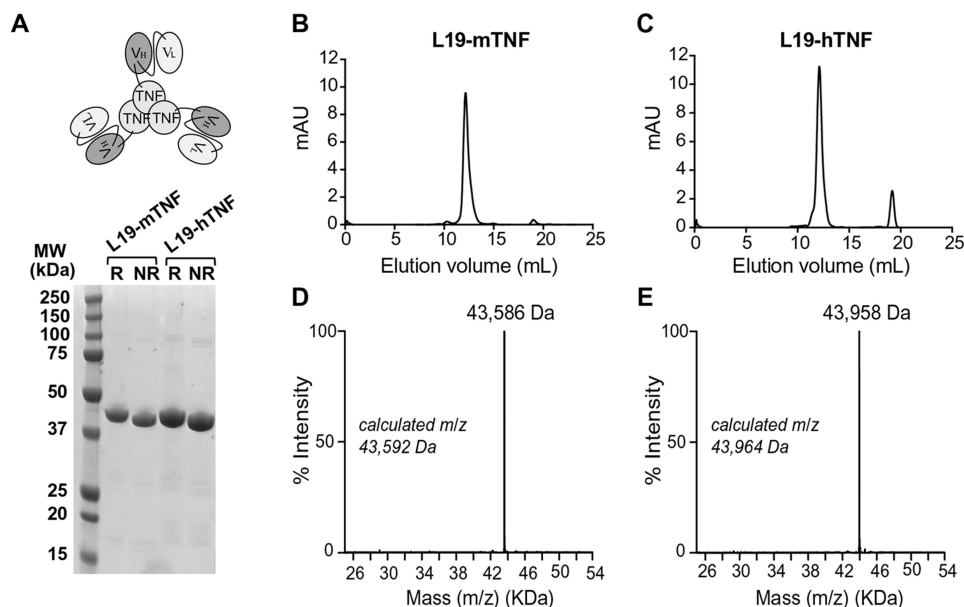 A
VH VL
TNF
TNF TNF
VL VH
VH VL
L19-mTNF L19-hTNF
MW
(kDa)
R NR R NR
250
150
100
75
50
37
25
20
15
B
L19-mTNF
mAU
12
10
8
6
4
2
0
0 5 10 15 20 25
Elution volume (mL)
C
L19-hTNF
mAU
12
10
8
6
4
2
0
0 5 10 15 20 25
Elution volume (mL)
D
43,586 Da
% Intensity
100
50
0
calculated m/z
43,592 Da
26 30 34 38 42 46 50 54
Mass (m/z) (KDa)
E
43,958 Da
% Intensity
100
50
0
calculated m/z
43,964 Da
26 30 34 38 42 46 50 54
Mass (m/z) (KDa)